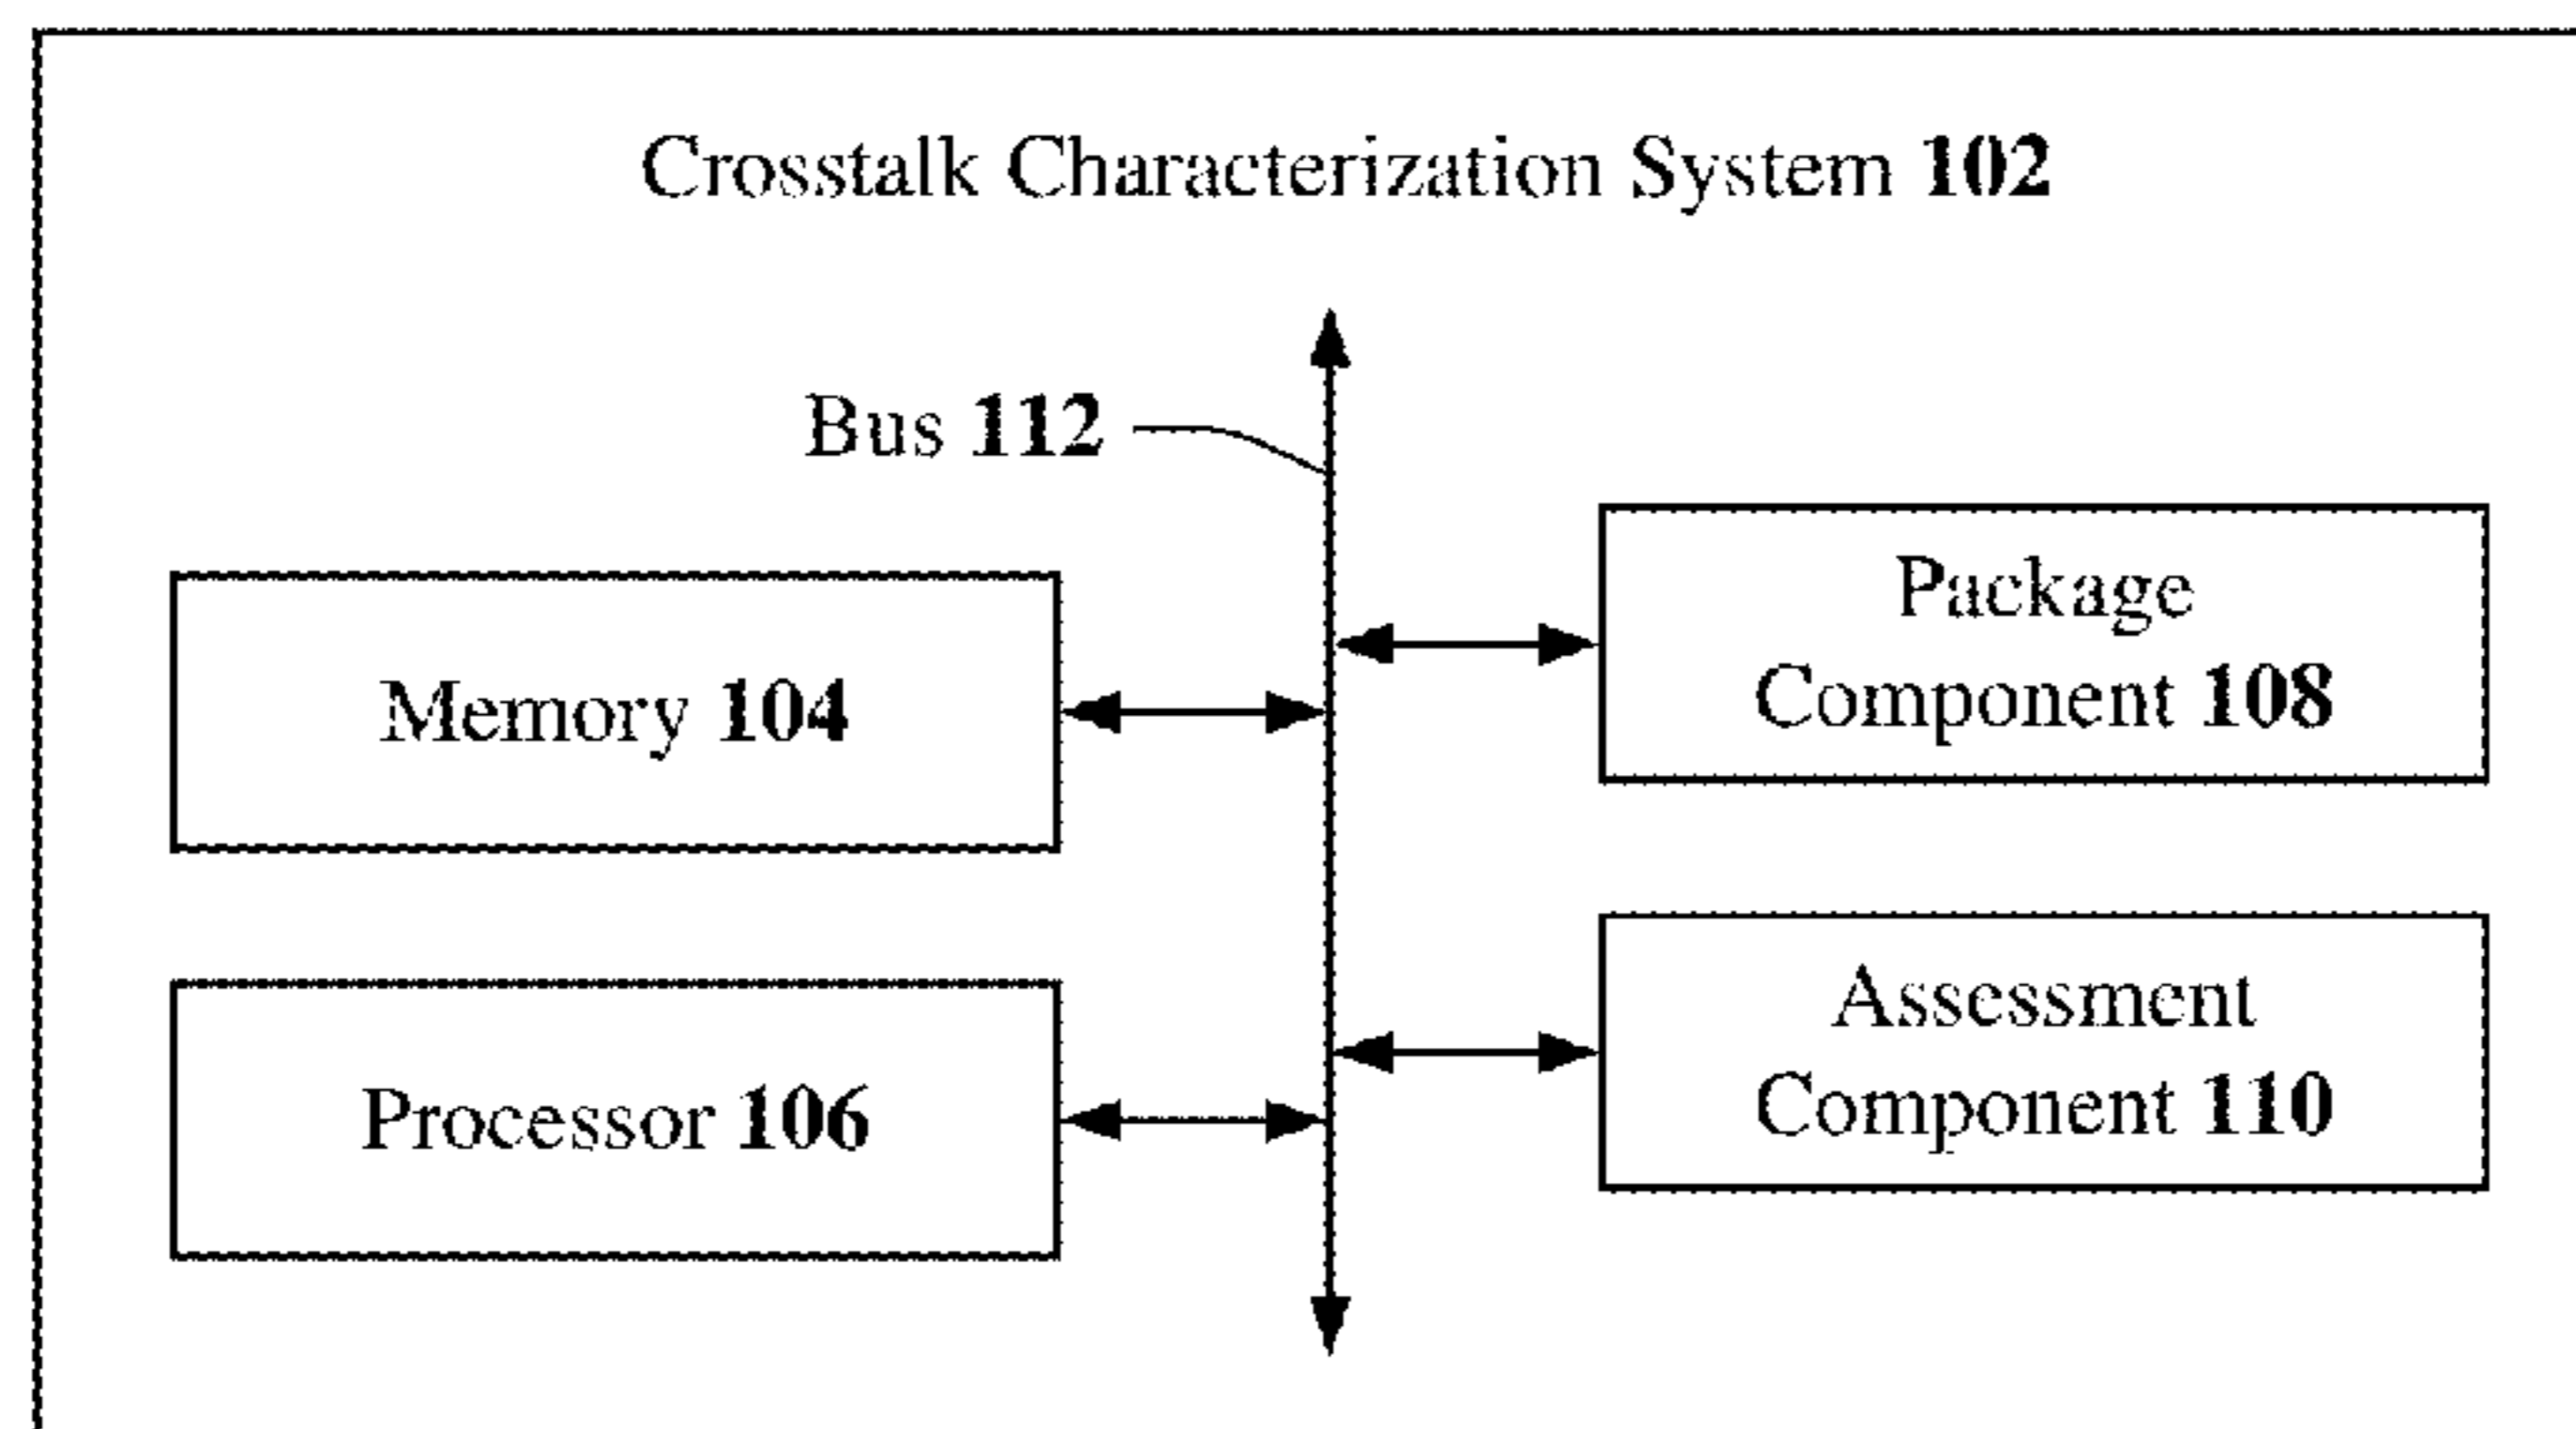 Crosstalk Characterization System 102
Bus 112
Package
Component 108
Memory 104
Assessment
Component 110
Processor 106